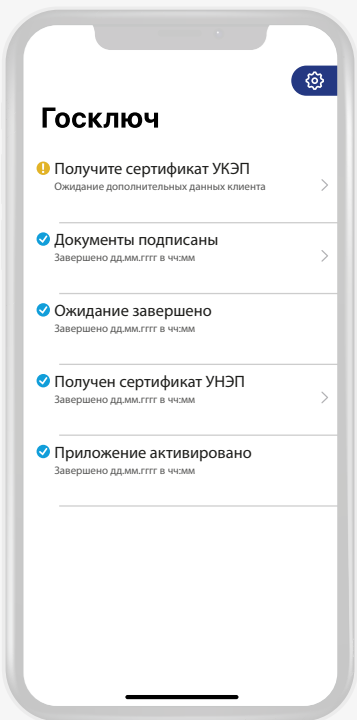 Госключ
Получите сертификат УКЭП
Ожидание дополнительных данных клиента
Документы подписаны
Завершено дд.мм.гггг в чч:мм
Ожидание завершено
Завершено дд.мм.гггг в чч:мм
Получен сертификат УНЭП
Завершено дд.мм.гггг в чч:мм
Приложение активировано
Завершено дд.мм.гггг в чч:мм